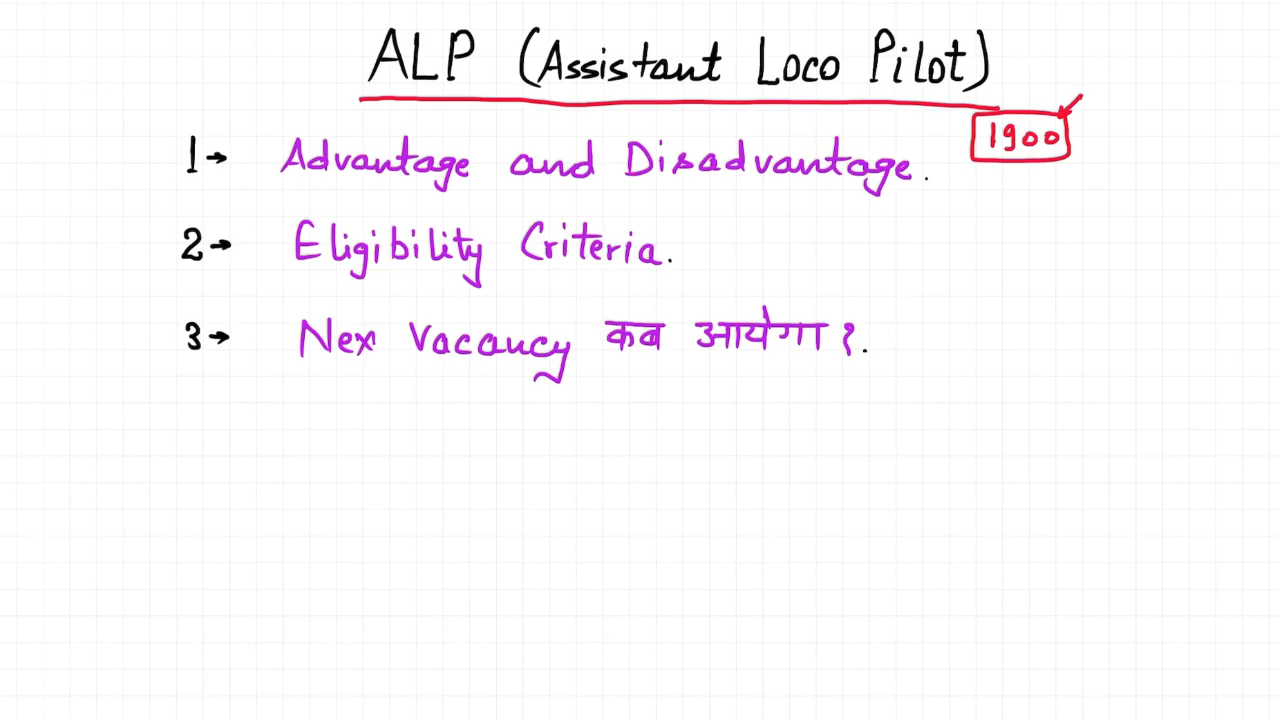 ALP (Assistant Loco Pilot)
1900
1→ Advantage and Disadvantage.
2→ Eligibility Criteria.
3→ Nex Vacancy कब आयेगा?.